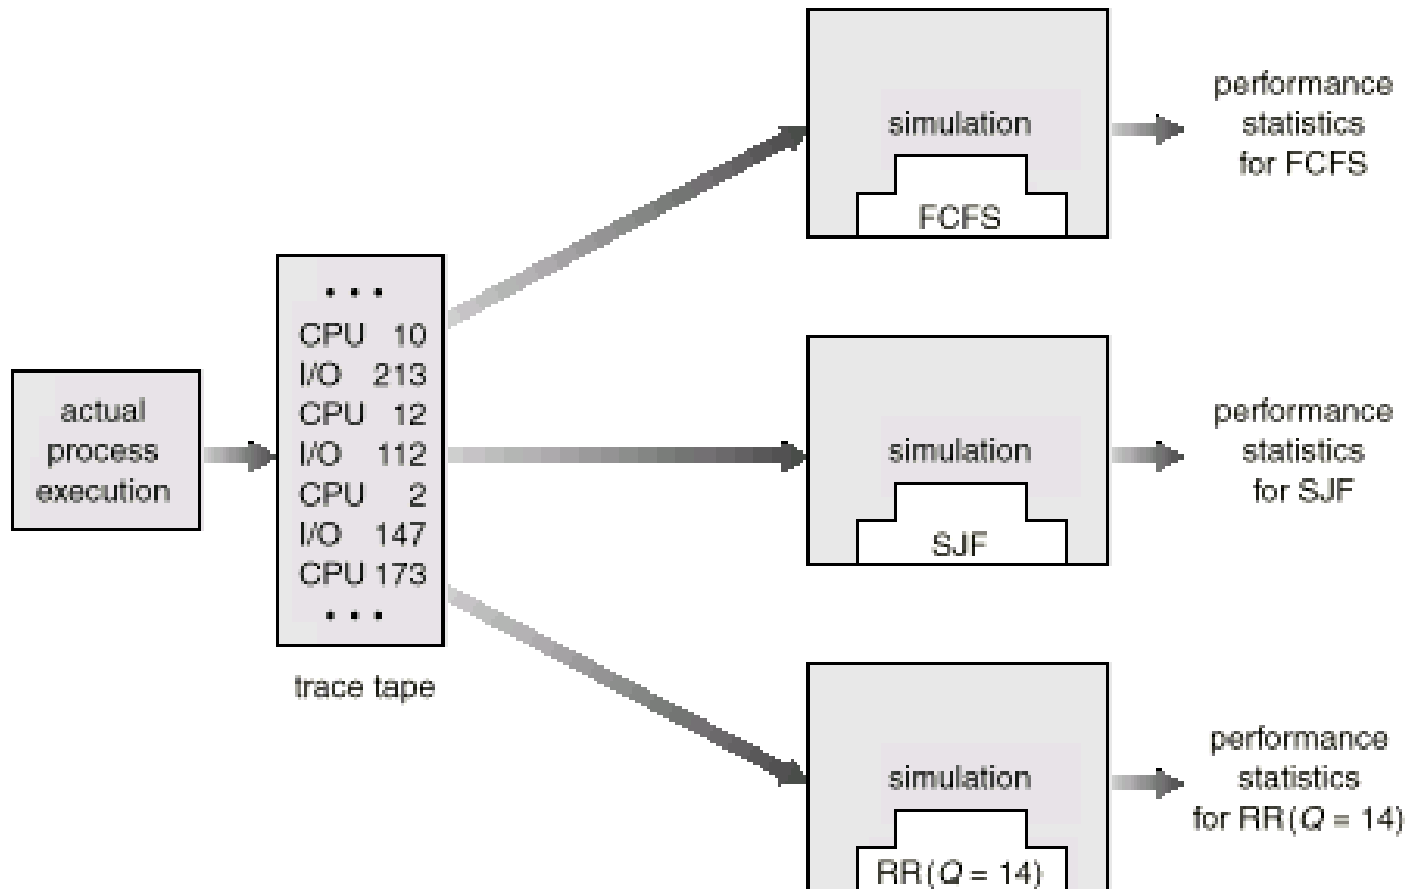 actual
process
execution
• • •
CPU 10
I/O 213
CPU 12
I/O 112
CPU 2
I/O 147
CPU 173
• • •
trace tape
simulation
FCFS
performance
statistics
for FCFS
simulation
SJF
performance
statistics
for SJF
simulation
RR(Q = 14)
performance
statistics
for RR(Q = 14)